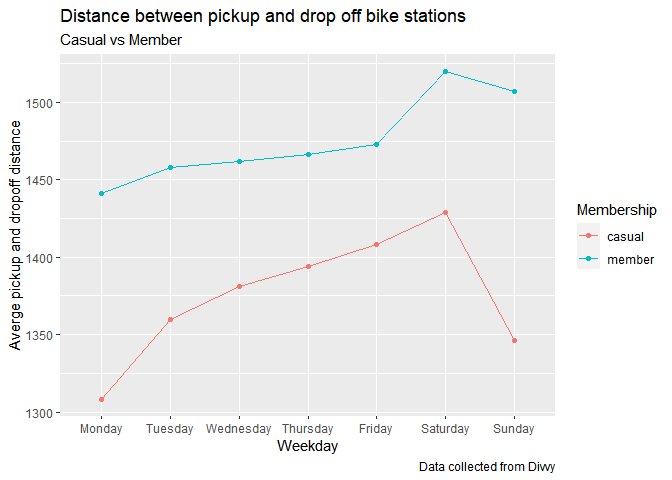 Distance between pickup and drop off bike stations
Casual vs Member
Averge pickup and dropoff distance
1500
1450
1400
1350
1300
Monday Tuesday Wednesday Thursday Friday Saturday Sunday
Weekday
Membership
casual
member
Data collected from Divvy